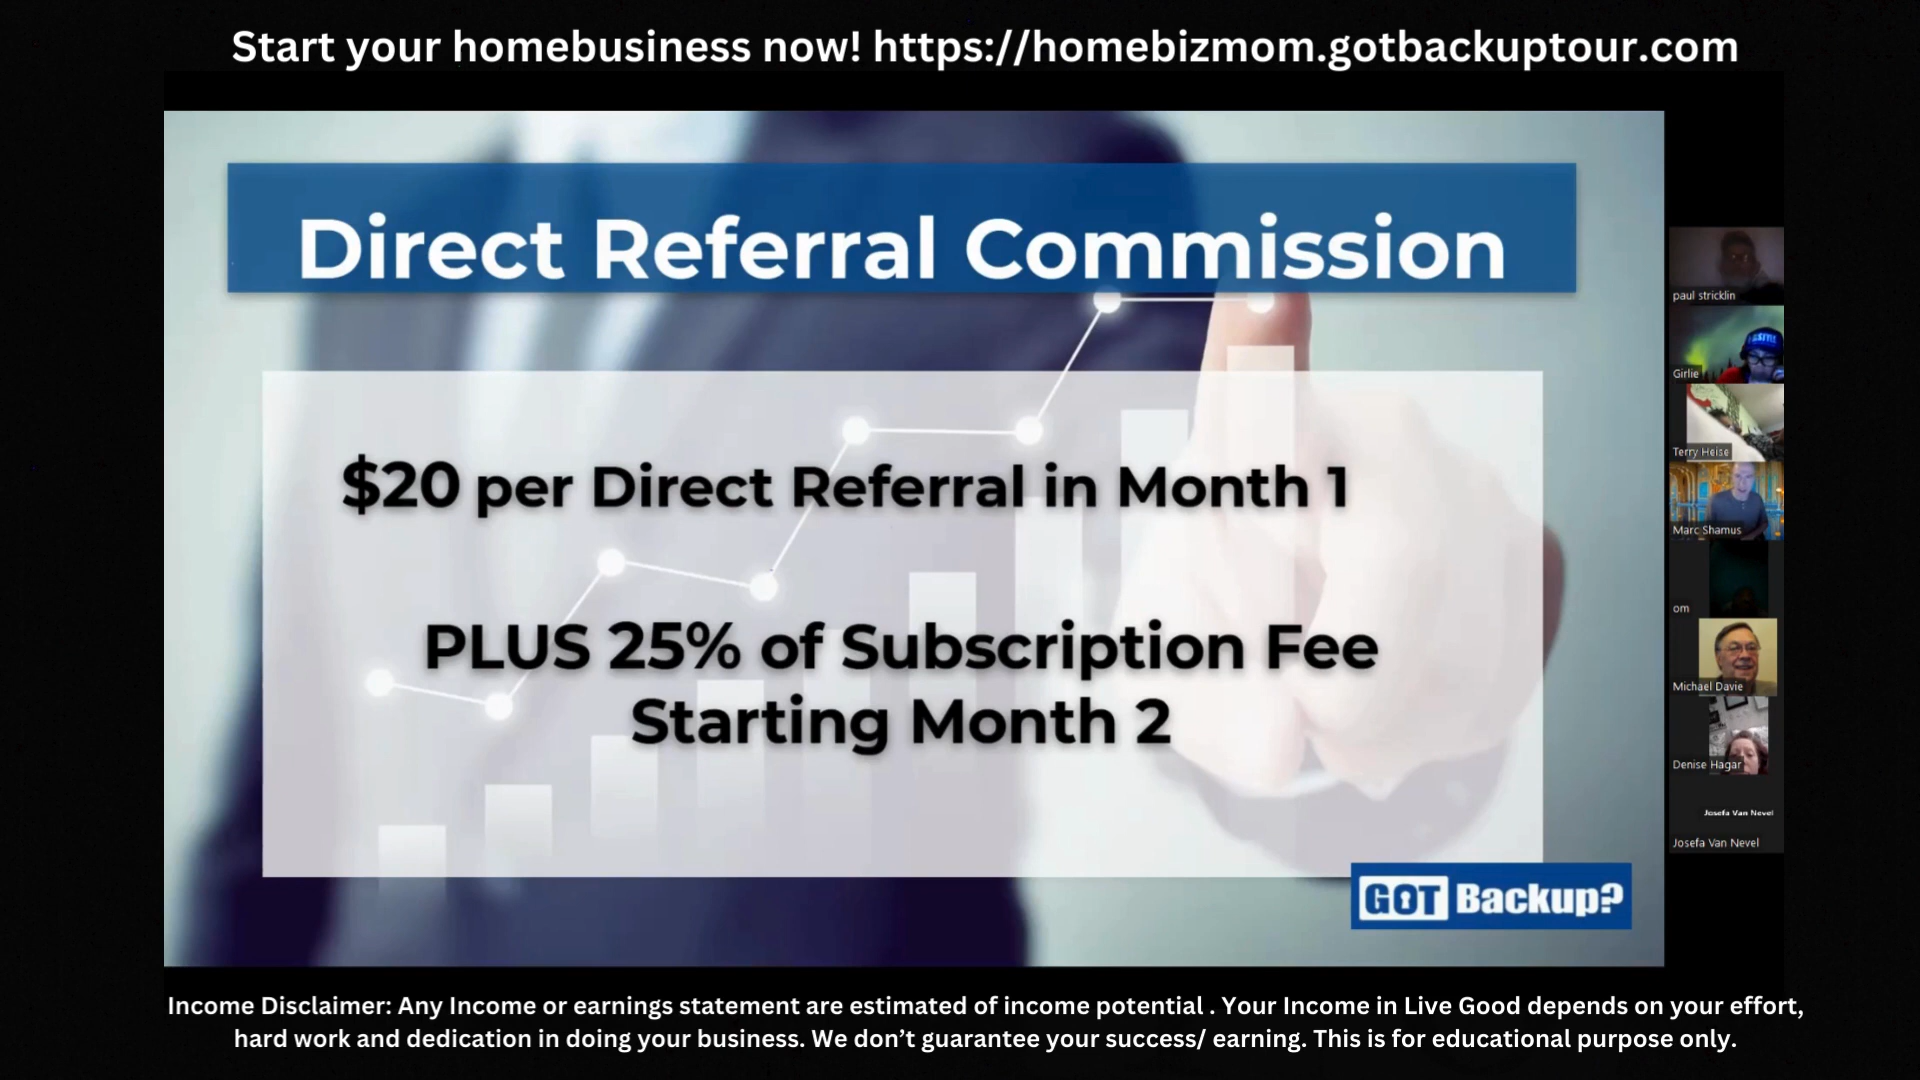 Start your homebusiness now! https://homebizmom.gotbackuptour.com
Direct Referral Commission
$20 per Direct Referral in Month 1
PLUS 25% of Subscription Fee
Starting Month 2
GOT Backup?
paul stricklin
Girlie
Terry Heise
Marc Shamus
om
Michael Davie
Denise Hagar
Josefa Van Nevel
Josefa Van Nevel
Income Disclaimer: Any Income or earnings statement are estimated of income potential . Your Income in Live Good depends on your effort,
hard work and dedication in doing your business. We don’t guarantee your success/ earning. This is for educational purpose only.